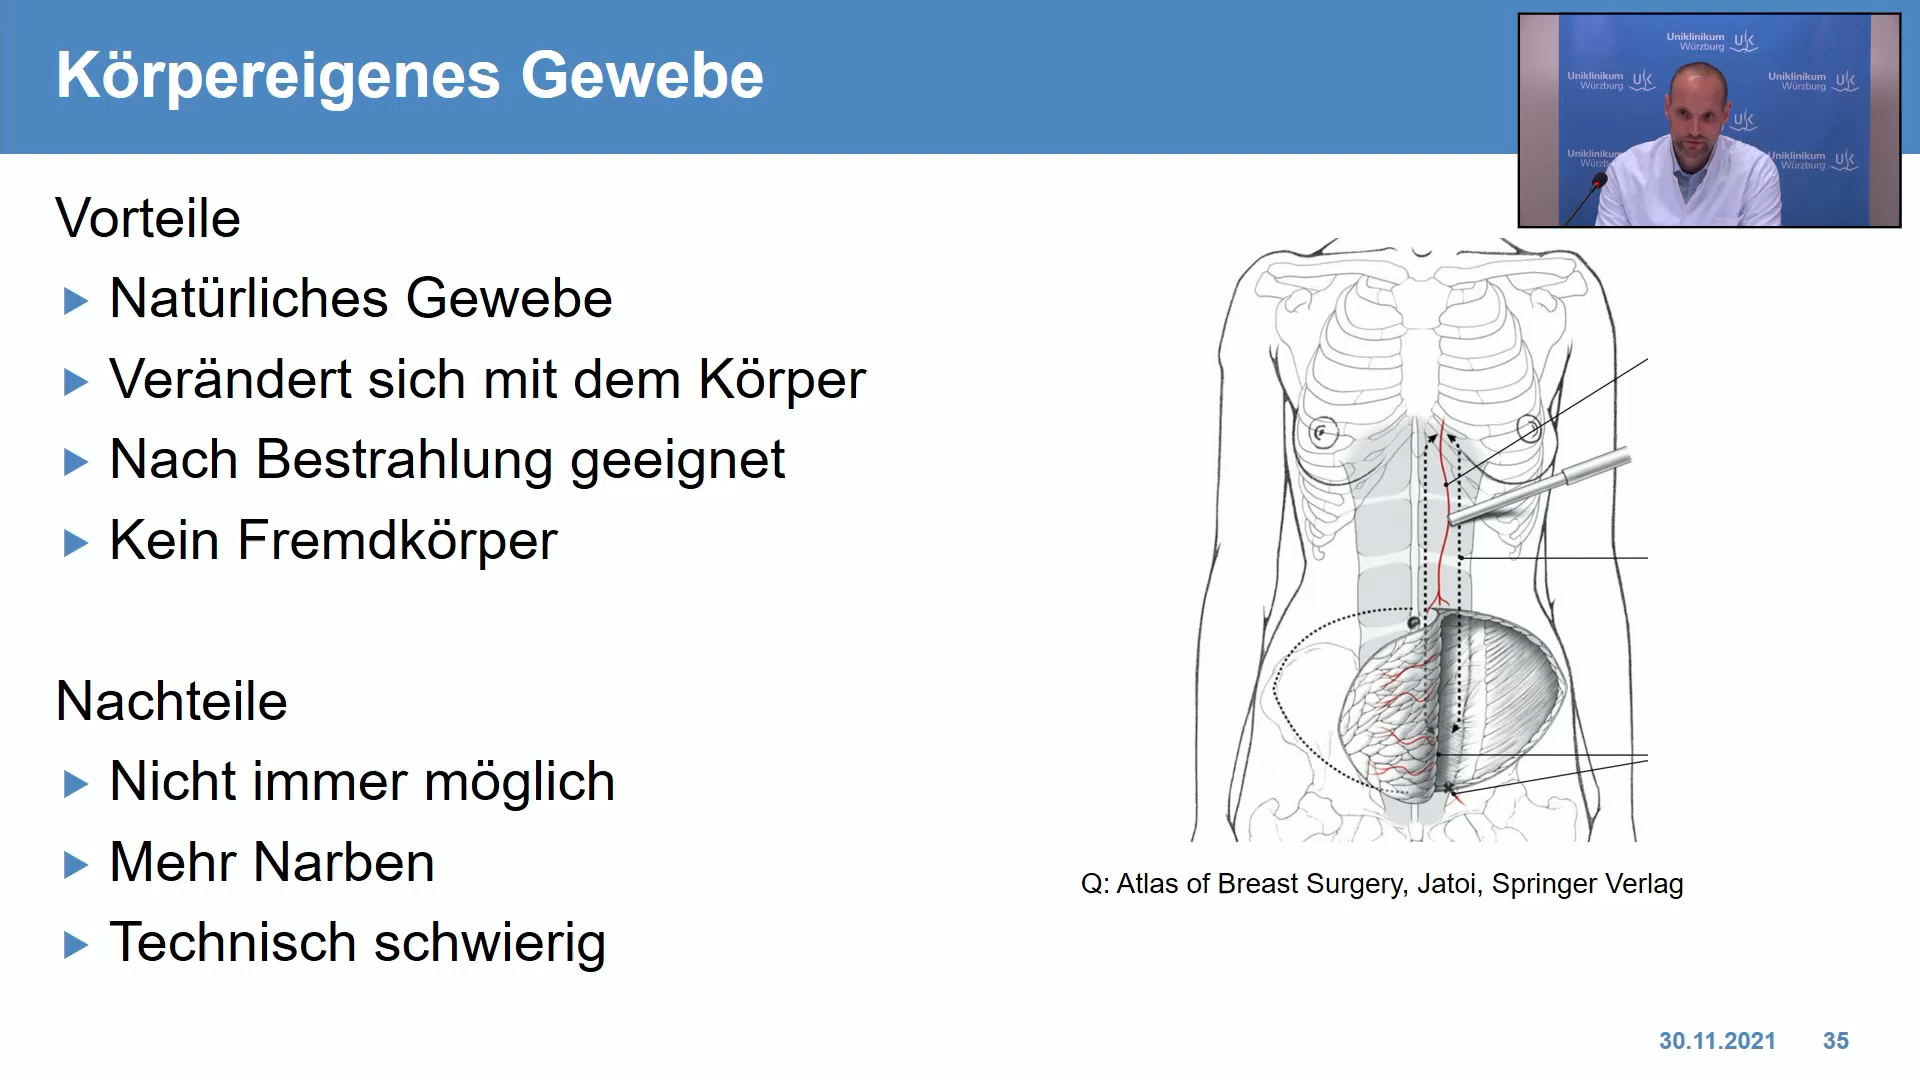 Körpereigenes Gewebe
Uniklinikum
Würzburg
Uniklinikum
Würzburg
Uniklinikum
Würzburg
Uniklinikum
Würzburg
Vorteile
Natürliches Gewebe
Verändert sich mit dem Körper
Nach Bestrahlung geeignet
Kein Fremdkörper
Nachteile
Nicht immer möglich
Mehr Narben
Technisch schwierig
Q: Atlas of Breast Surgery, Jatoi, Springer Verlag
30.11.2021 35